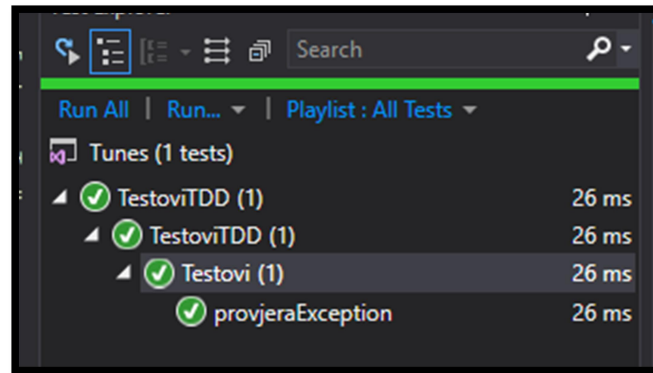 Search
Run All | Run... | Playlist : All Tests
Tunes (1 tests)
TestoviTDD (1) 26 ms
TestoviTDD (1) 26 ms
Testovi (1) 26 ms
provjeraException 26 ms